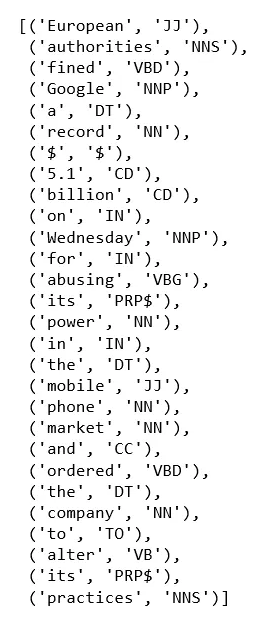 [('European', 'JJ'),
('authorities', 'NNS'),
('fined', 'VBD'),
('Google', 'NNP'),
('a', 'DT'),
('record', 'NN'),
('$', '$'),
('5.1', 'CD'),
('billion', 'CD'),
('on', 'IN'),
('Wednesday', 'NNP'),
('for', 'IN'),
('abusing', 'VBG'),
('its', 'PRP$'),
('power', 'NN'),
('in', 'IN'),
('the', 'DT'),
('mobile', 'JJ'),
('phone', 'NN'),
('market', 'NN'),
('and', 'CC'),
('ordered', 'VBD'),
('the', 'DT'),
('company', 'NN'),
('to', 'TO'),
('alter', 'VB'),
('its', 'PRP$'),
('practices', 'NNS')]